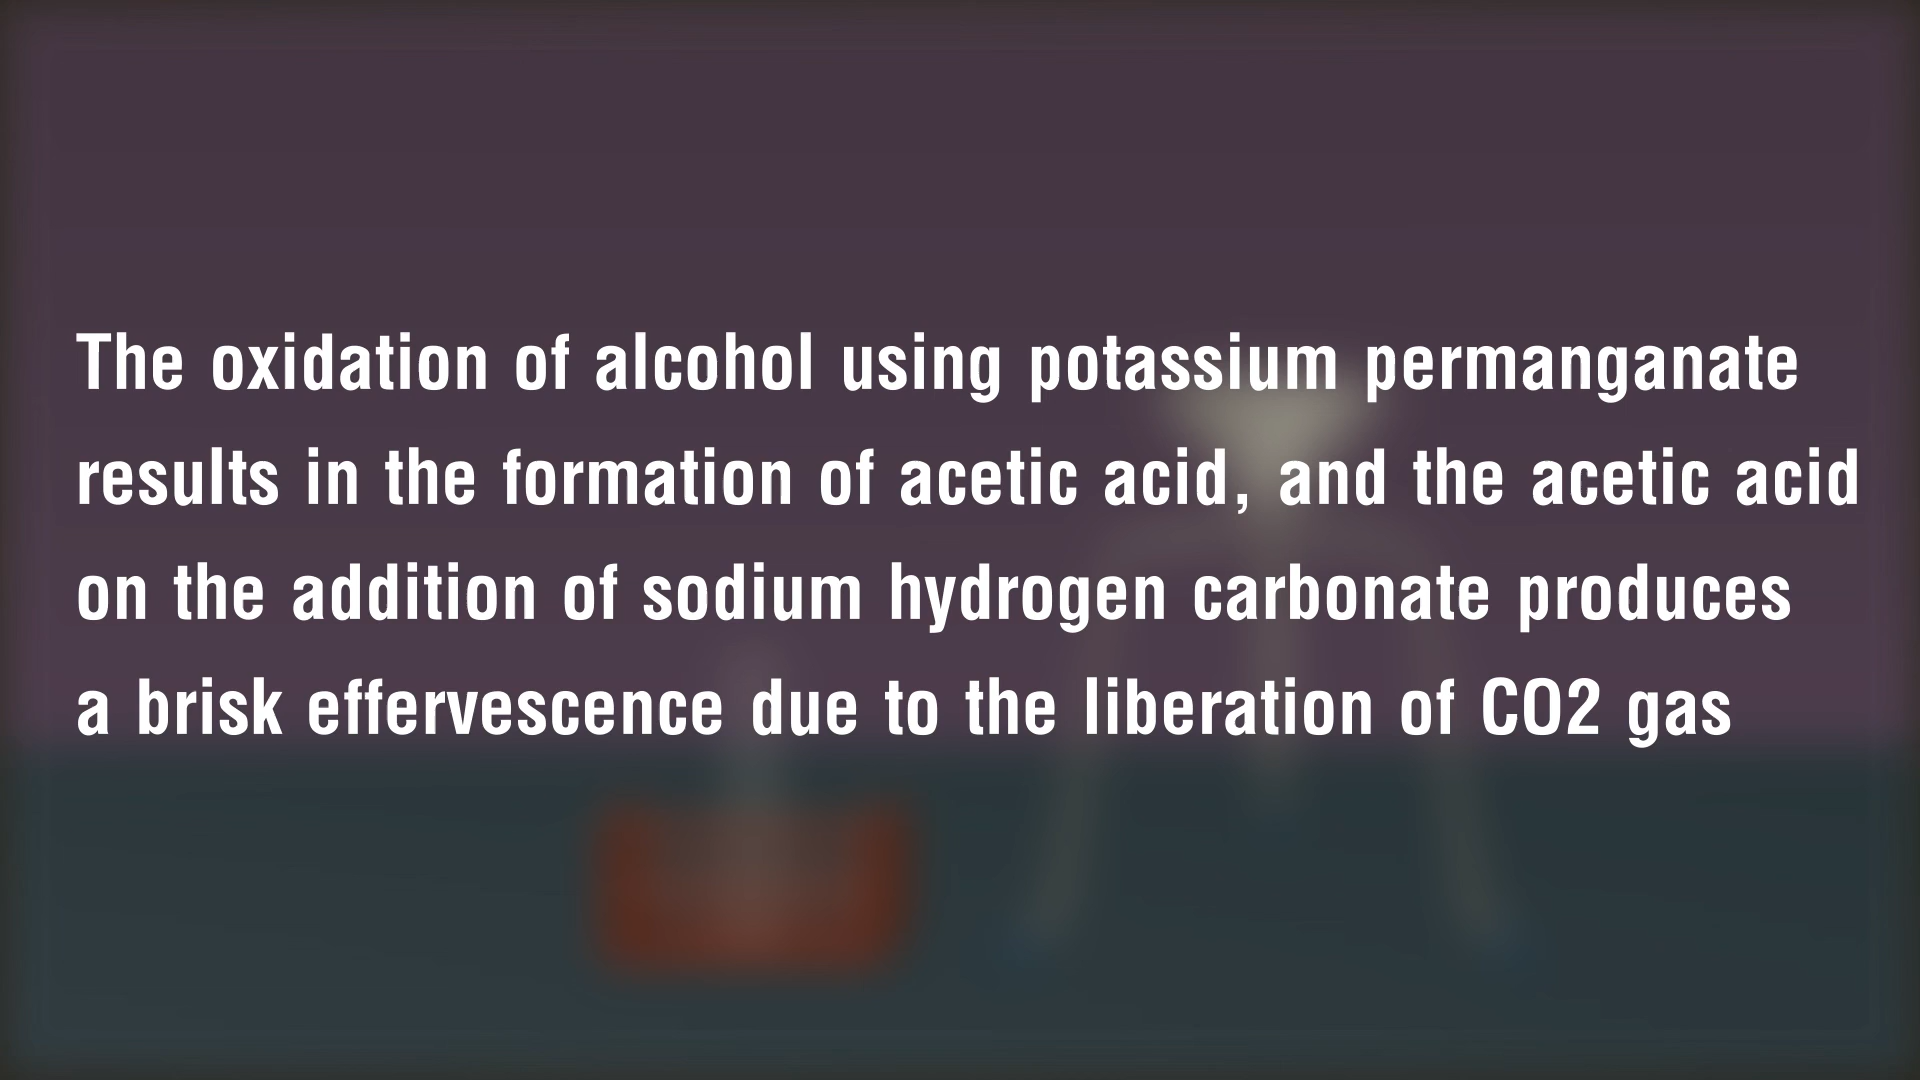 The oxidation of alcohol using potassium permanganate
results in the formation of acetic acid, and the acetic acid
on the addition of sodium hydrogen carbonate produces
a brisk effervescence due to the liberation of CO2 gas